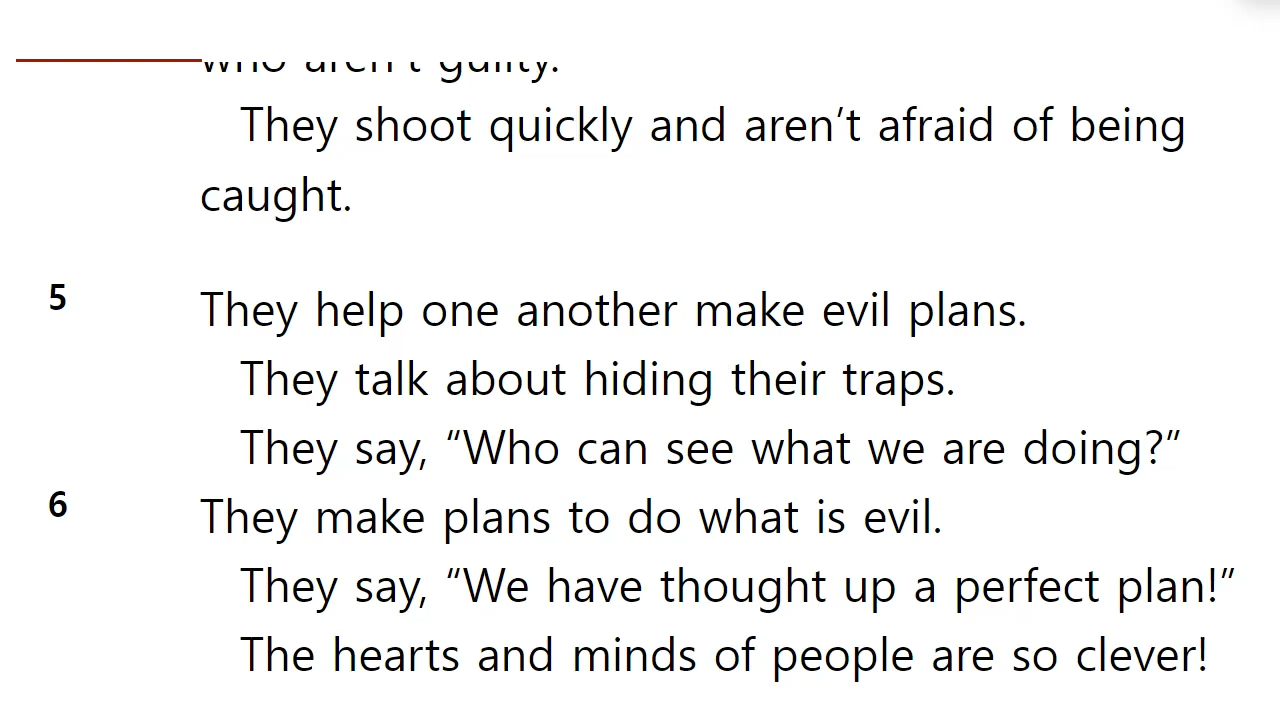 who aren't guilty.
They shoot quickly and aren’t afraid of being
caught.
5 They help one another make evil plans.
They talk about hiding their traps.
They say, “Who can see what we are doing?”
6 They make plans to do what is evil.
They say, “We have thought up a perfect plan!”
The hearts and minds of people are so clever!